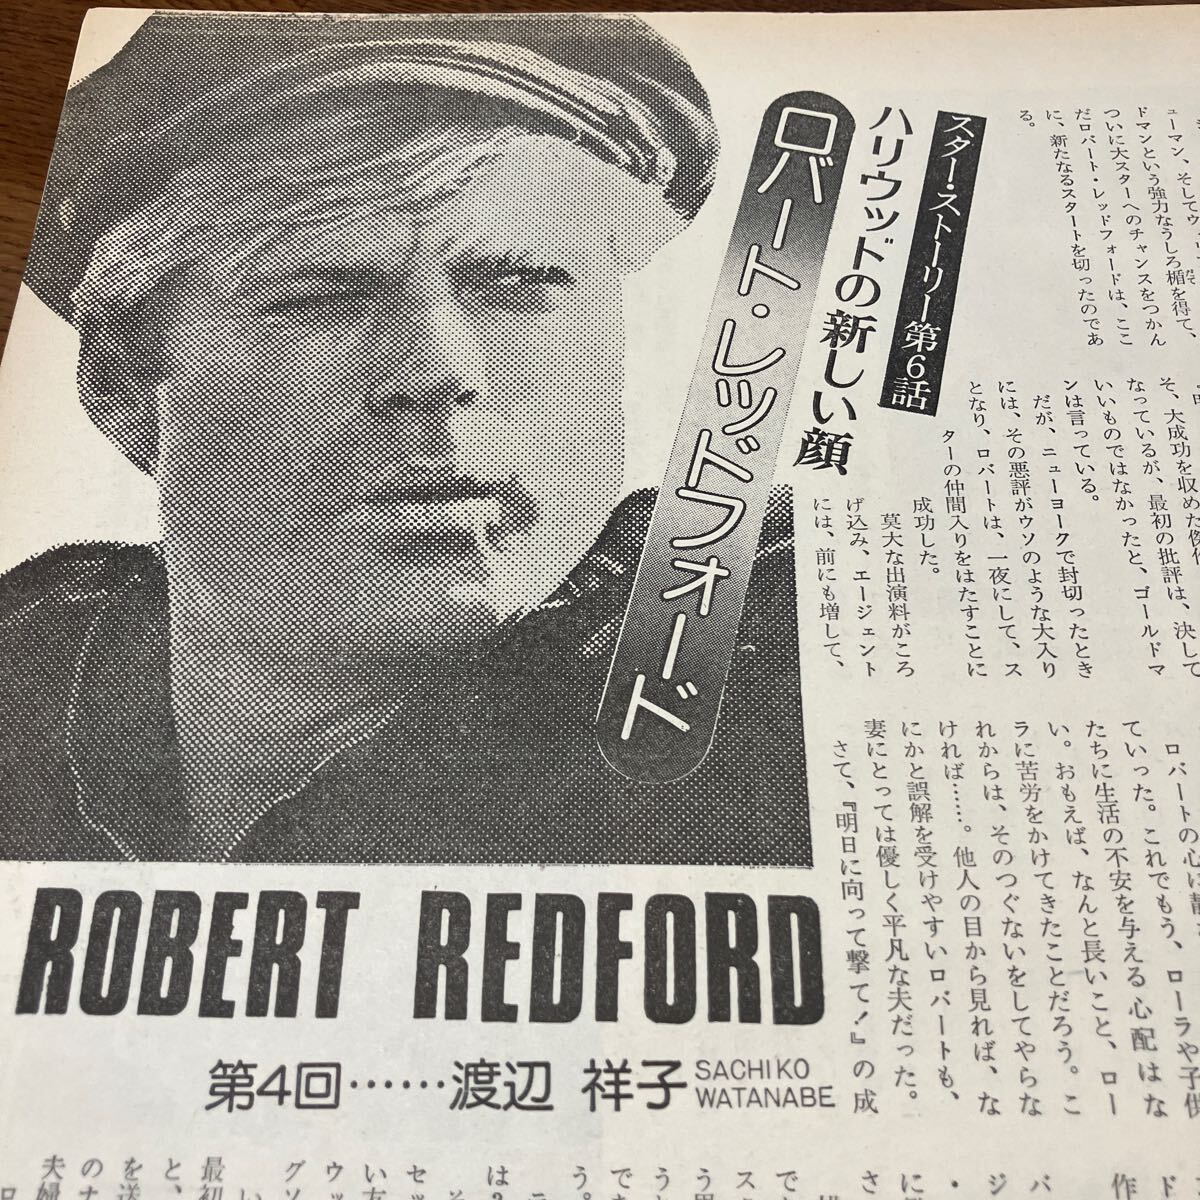 スター・ストーリー第6話
ハリウッドの新しい顔
ロバート・レッドフォード
ROBERT REDFORD
第4回……渡辺 祥子
SACHIKO
WATANABE
ューマン、そしてウ
ドマンという強力なうしろ楯を得て、
ついに大スターへのチャンスをつかん
だロバート・レッドフォードは、ここ
に、新たなるスタートを切ったのであ
る。
そ、大成功を収めた傑作
なっているが、最初の批評は、決して
いいものではなかったと、ゴールドマ
ンは言っている。
だが、ニューヨークで封切ったとき
には、その悪評がウソのような大入り
となり、ロバートは、一夜にして、ス
ターの仲間入りをはたすことに
成功した。
莫大な出演料がころ
げ込み、エージェント
には、前にも増して、
ロバートの心に静
ていった。これでもう、ローラや子供
たちに生活の不安を与える心配はな
い。おもえば、なんと長いこと、ロー
ラに苦労をかけてきたことだろう。こ
れからは、そのつぐないをしてやらな
ければ……。他人の目から見れば、な
にかと誤解を受けやすいロバートも、
妻にとっては優しく平凡な夫だった。
さて、『明日に向って撃て!』の成